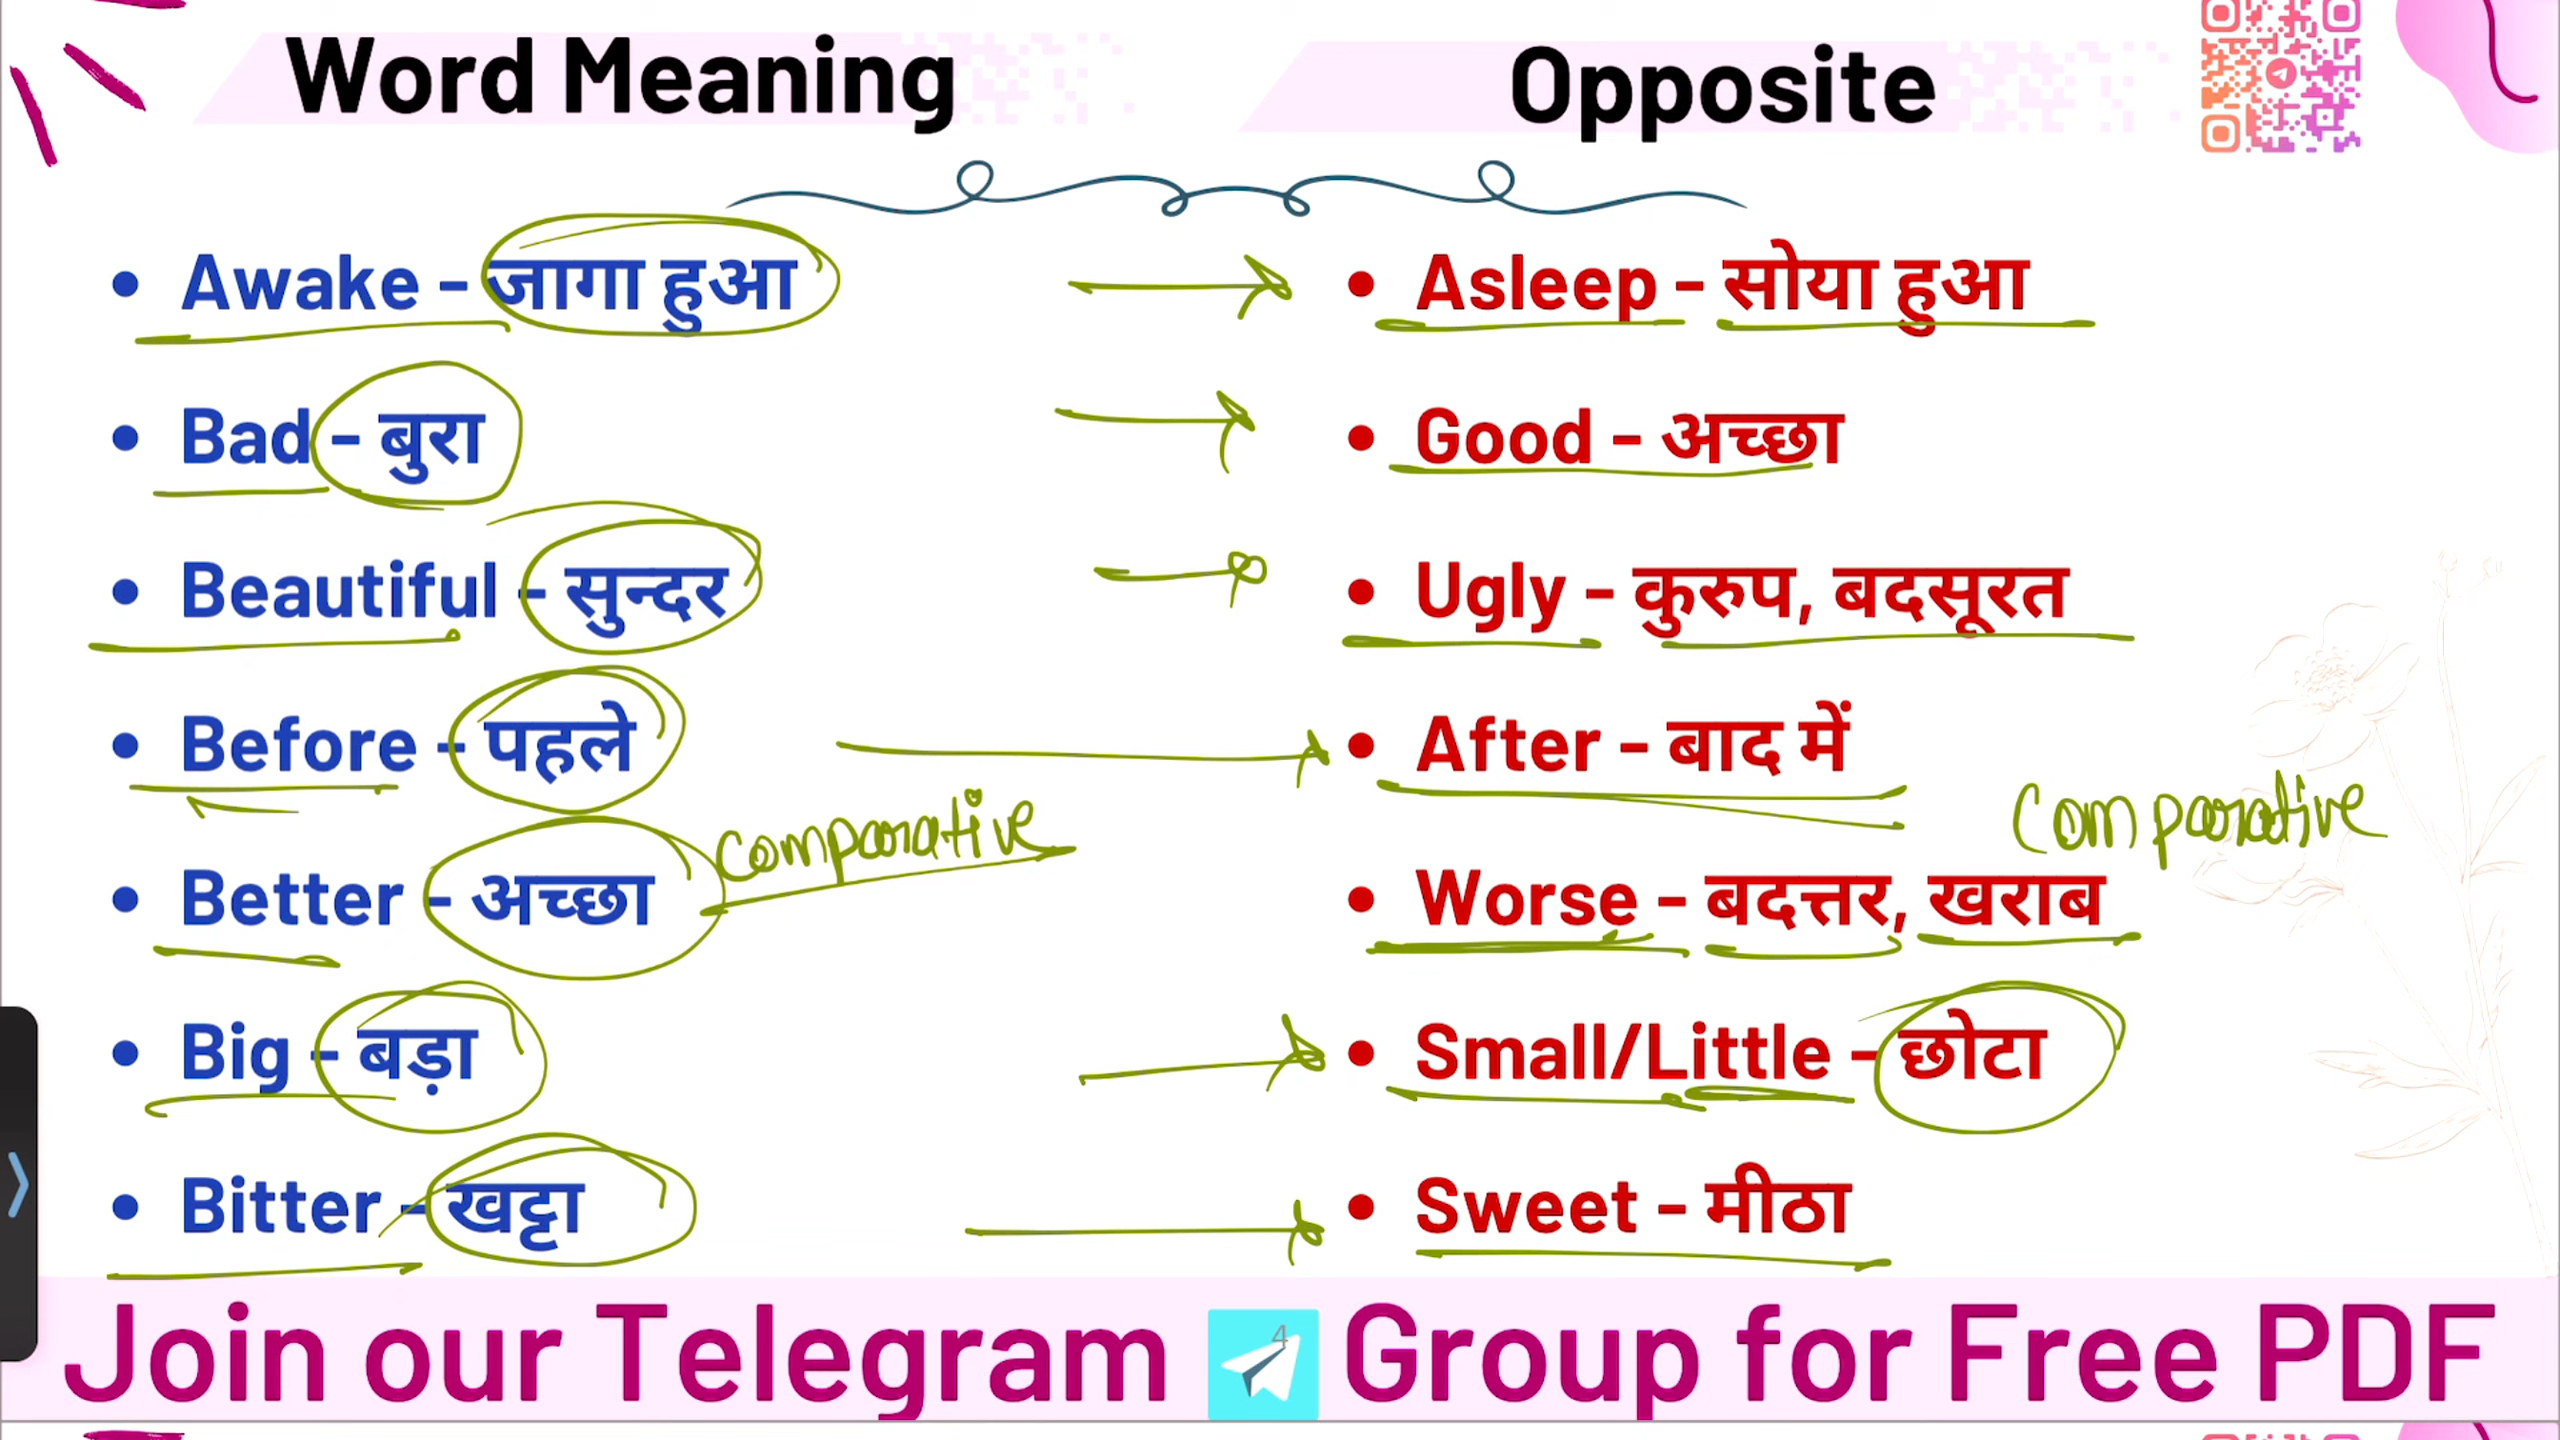 Word Meaning
Opposite
• Awake - जागा हुआ
• Asleep - सोया हुआ
• Bad - बुरा
• Good - अच्छा
• Beautiful - सुन्दर
• Ugly - कुरुप, बदसूरत
• Before - पहले
• After - बाद में
comparative
Comparative
• Better - अच्छा
• Worse - बदत्तर, खराब
• Big - बड़ा
• Small/Little - छोटा
• Bitter - खट्टा
• Sweet - मीठा
Join our Telegram Group for Free PDF
4